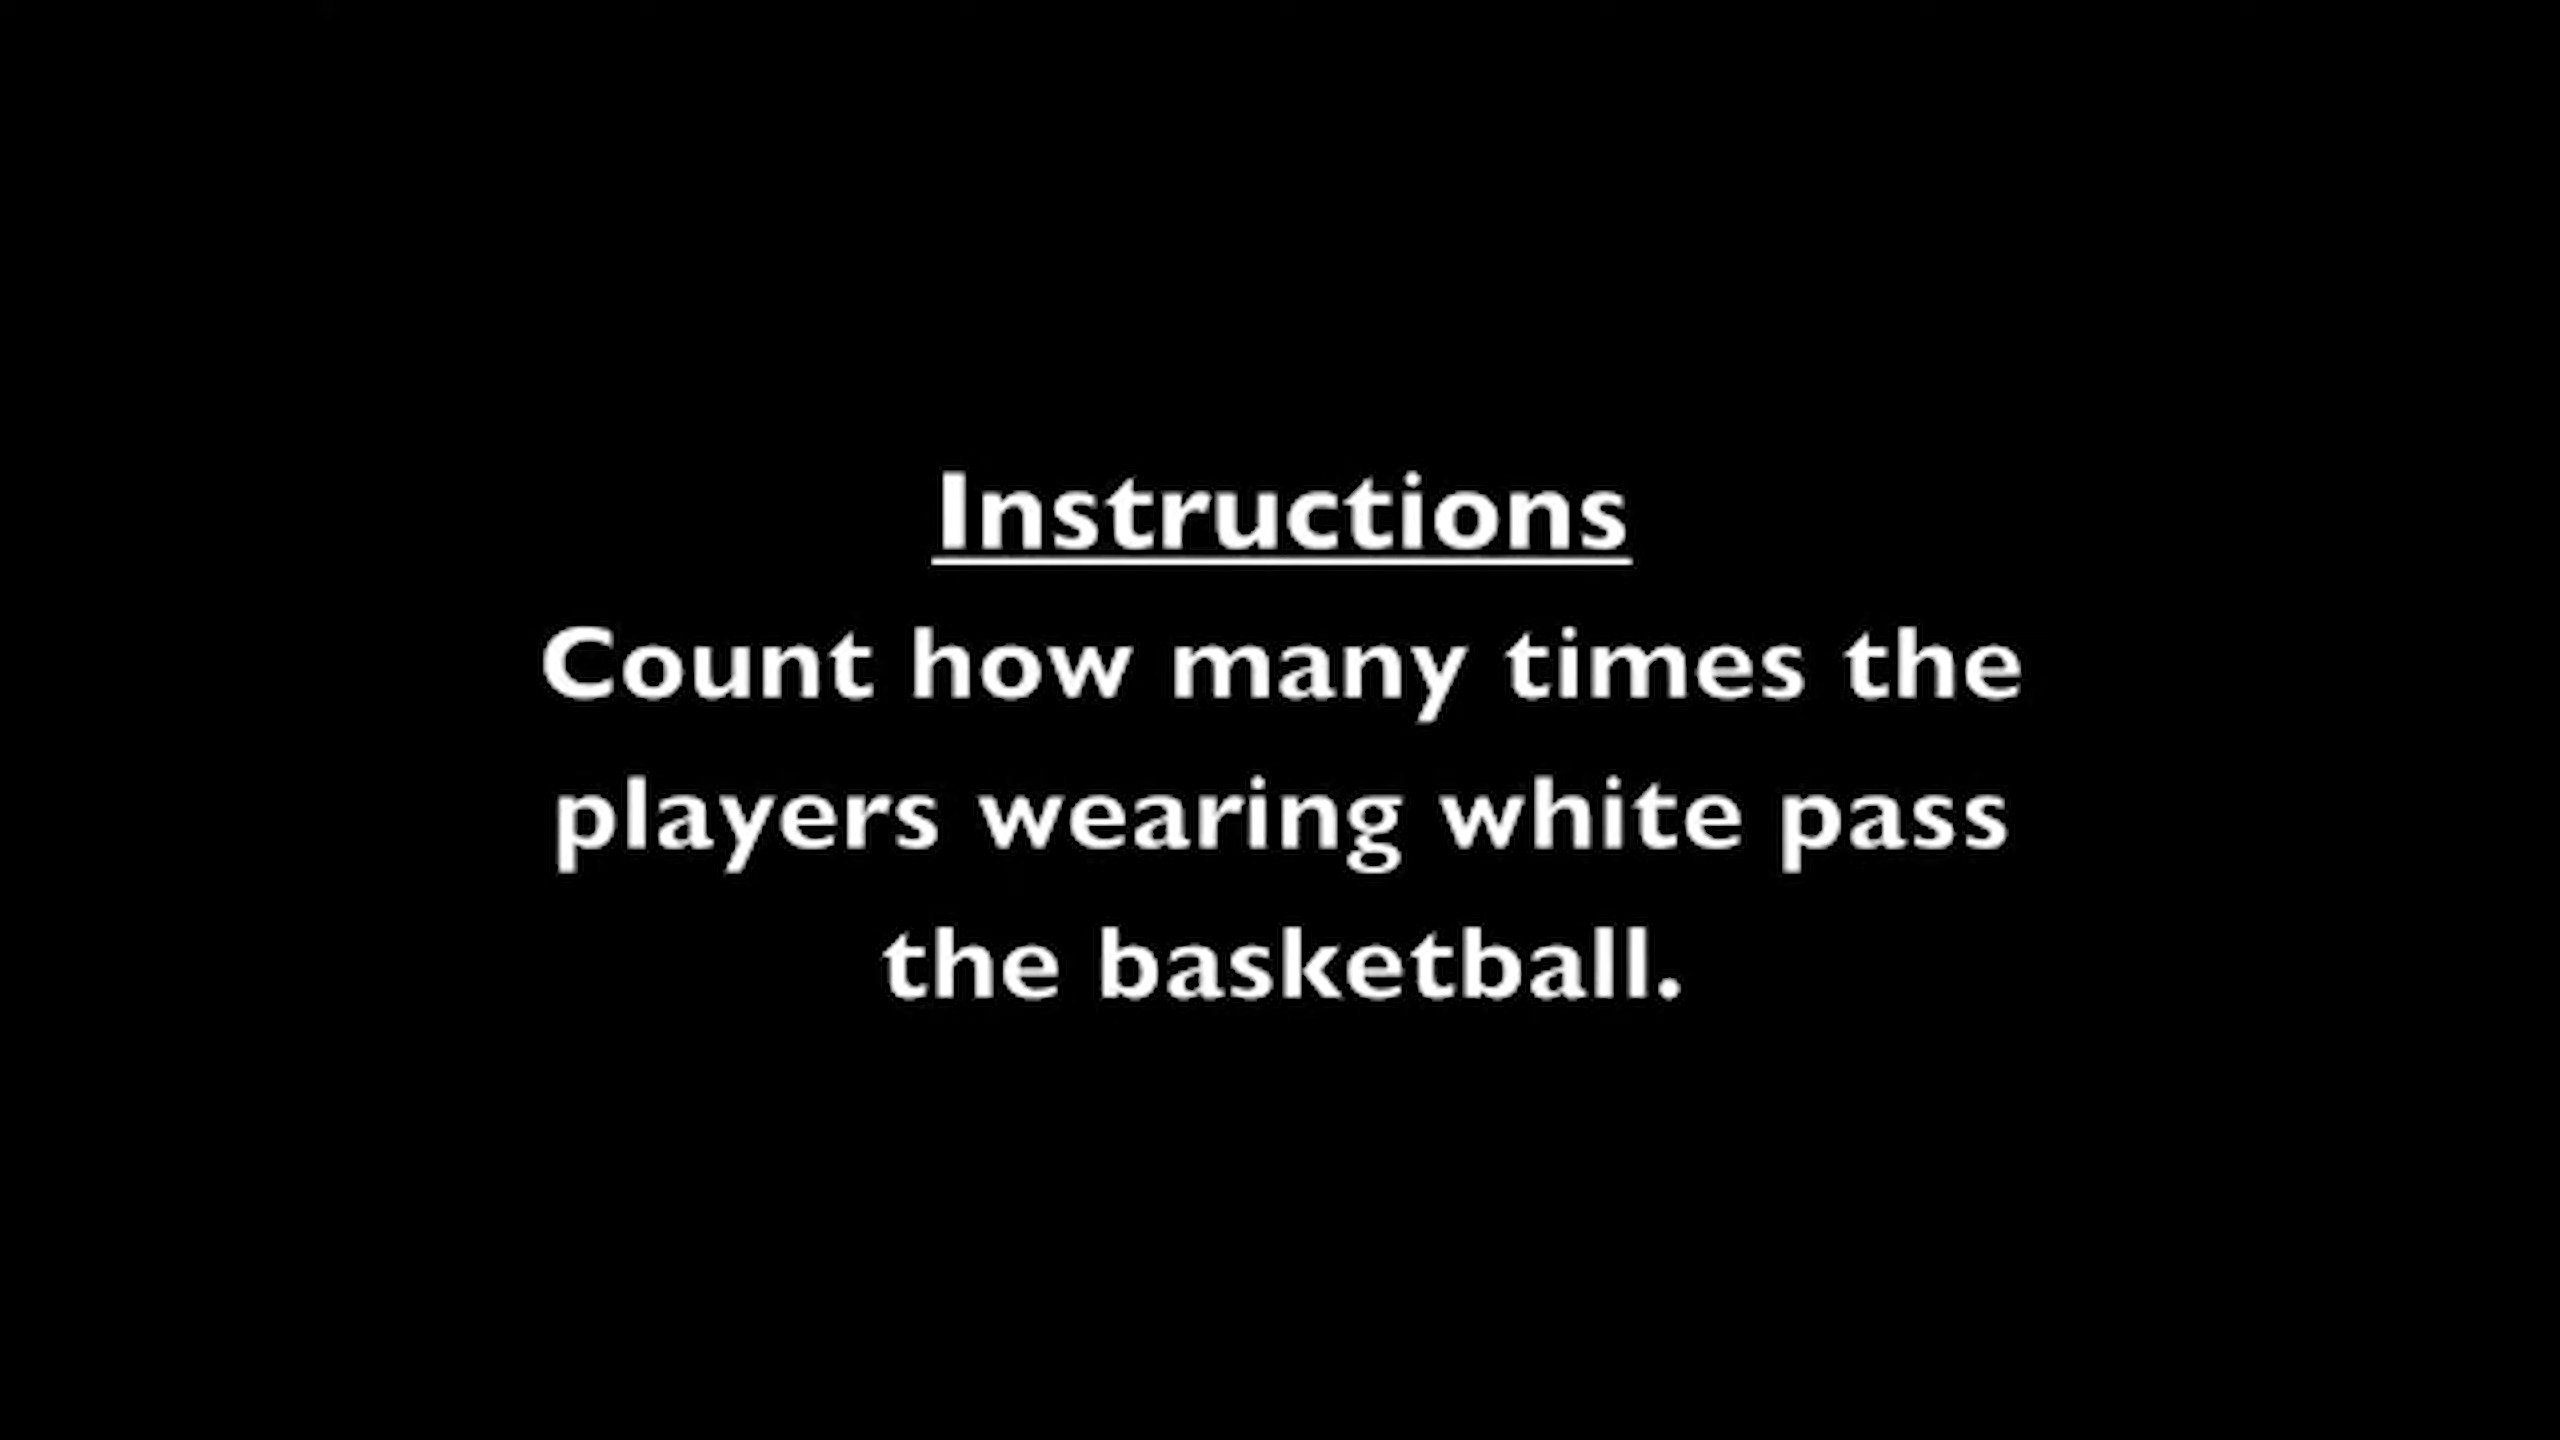 Instructions
Count how many times the
players wearing white pass
the basketball.